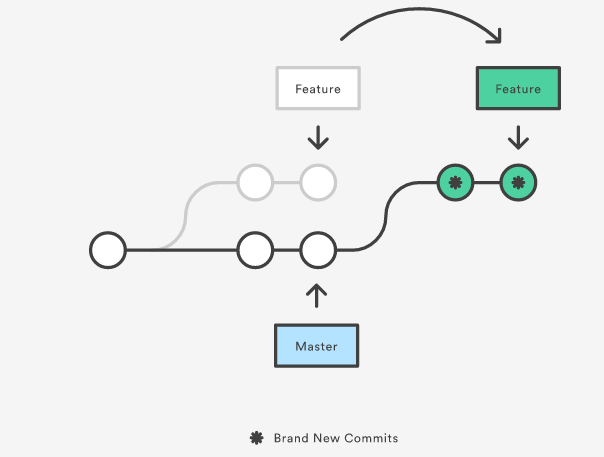 Feature
Feature
Master
Brand New Commits